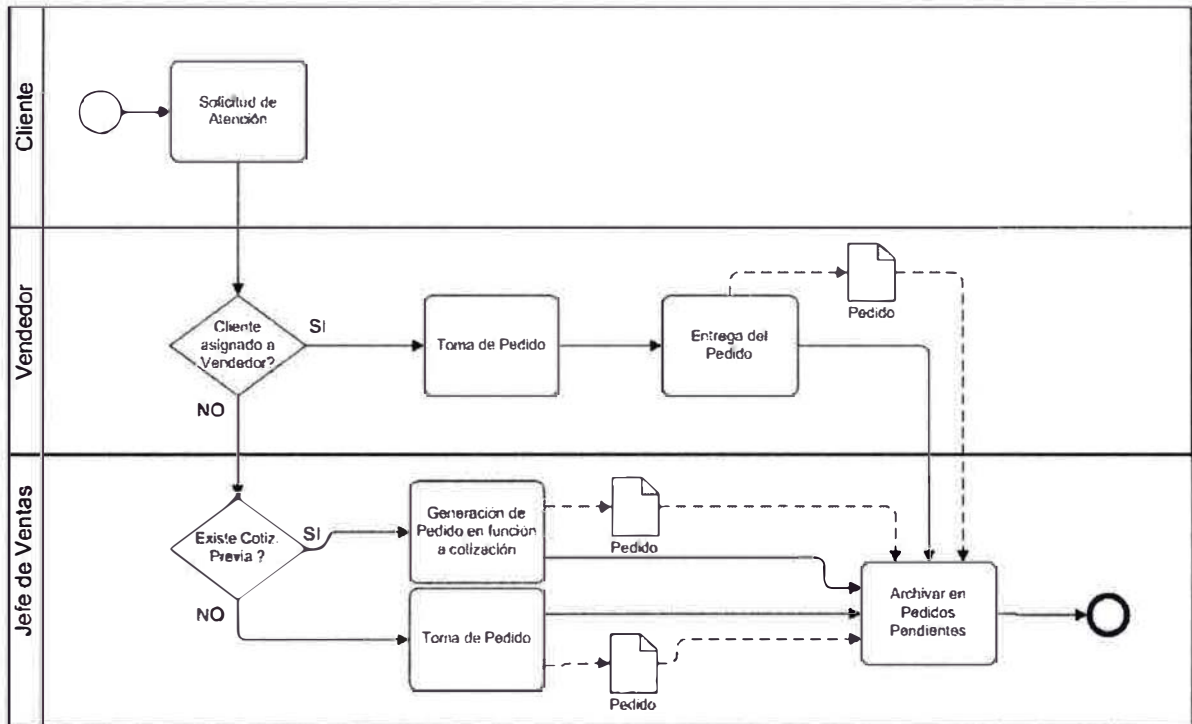 Cliente
Solicitud de
Atención
Vendedor
Cliente
asignado a
Vendedor?
SI
NO
Toma de Pedido
Entrega del
Pedido
Pedido
Jefe de Ventas
Existe Cotiz.
Previa ?
SI
NO
Generación de
Pedido en función
a cotización
Pedido
Toma de Pedido
Pedido
Archivar en
Pedidos
Pendientes